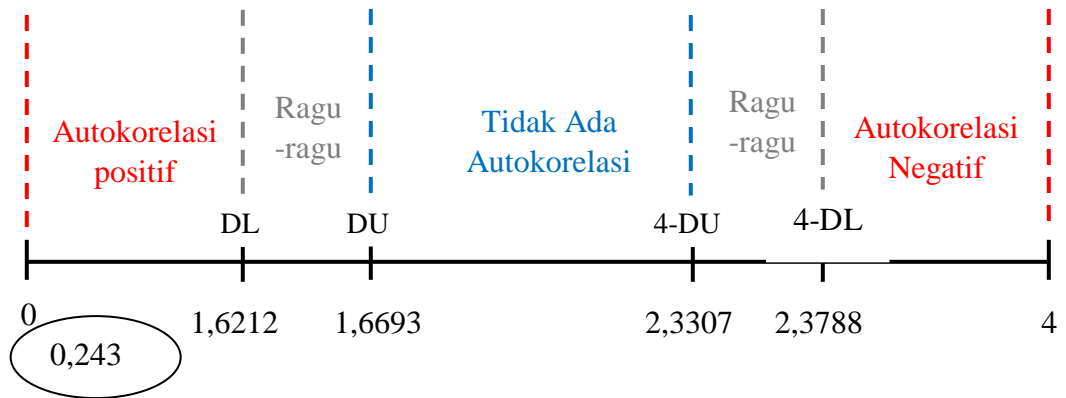 Autokorelasi
positif
Ragu
-ragu
Tidak Ada
Autokorelasi
Ragu
-ragu
Autokorelasi
Negatif
DL
DU
4-DU
4-DL
0
1,6212
1,6693
2,3307
2,3788
4
0,243